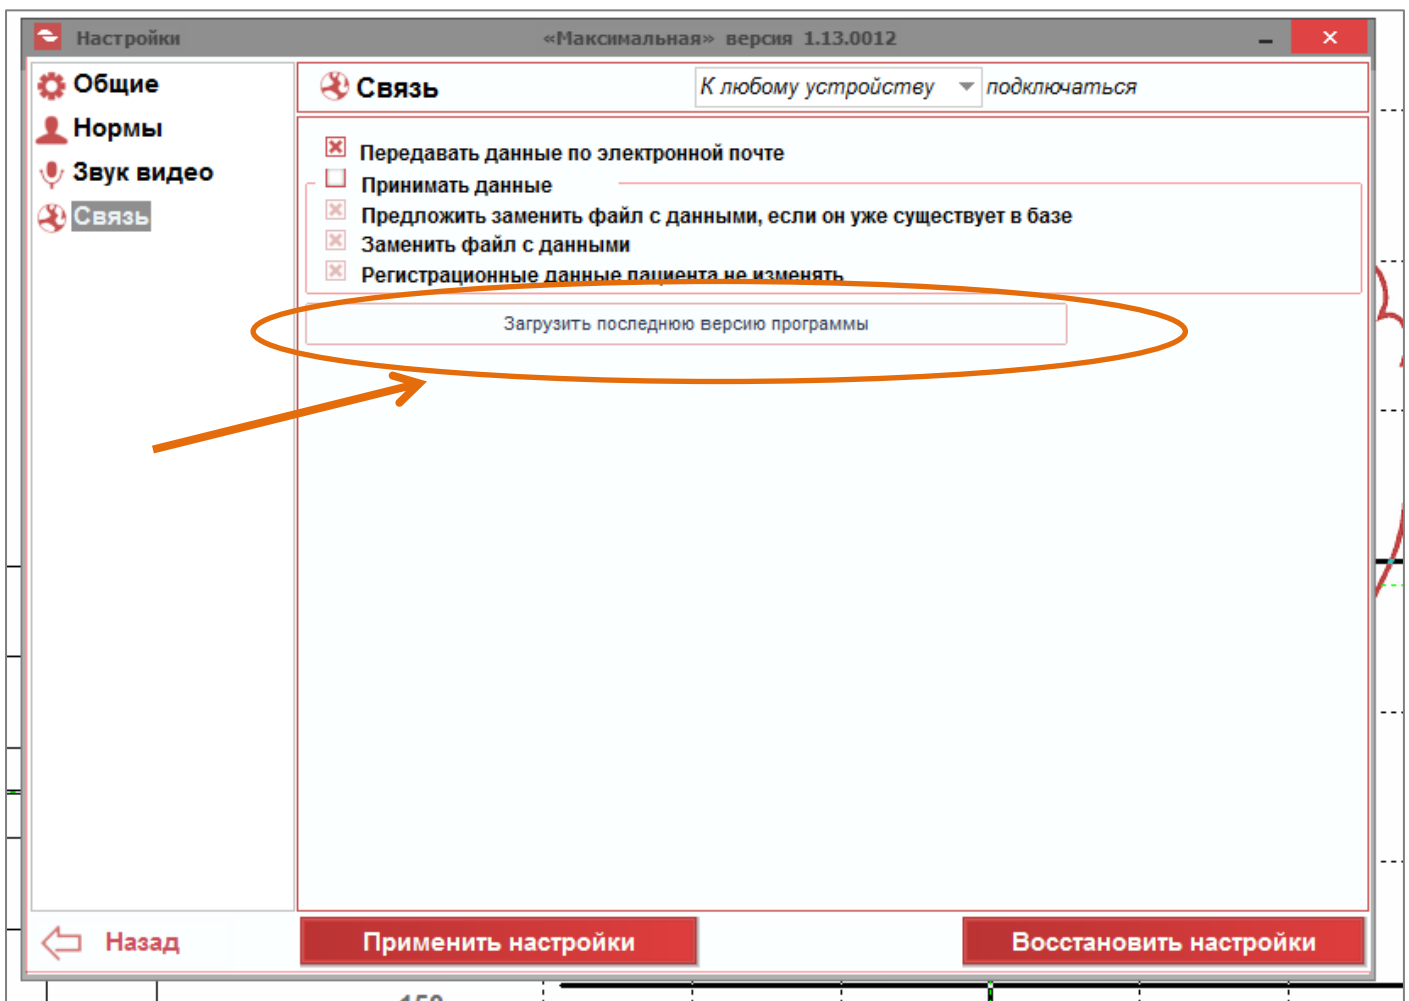 Настройки «Максимальная» версия 1.13.0012
Общие
Нормы
Звук видео
Связь
Связь К любому устройству подключаться
Передавать данные по электронной почте
Принимать данные
Предложить заменить файл с данными, если он уже существует в базе
Заменить файл с данными
Регистрационные данные пациента не изменять
Загрузить последнюю версию программы
Назад
Применить настройки
Восстановить настройки
150